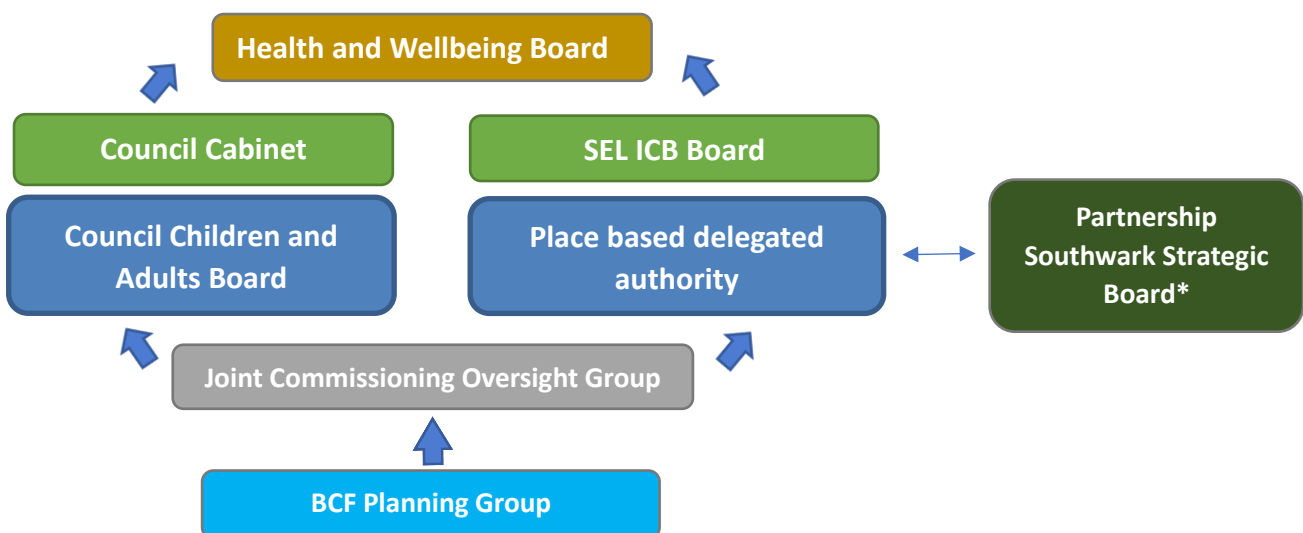 Health and Wellbeing Board
Council Cabinet
SEL ICB Board
Council Children and
Adults Board
Place based delegated
authority
Partnership
Southwark Strategic
Board*
Joint Commissioning Oversight Group
BCF Planning Group